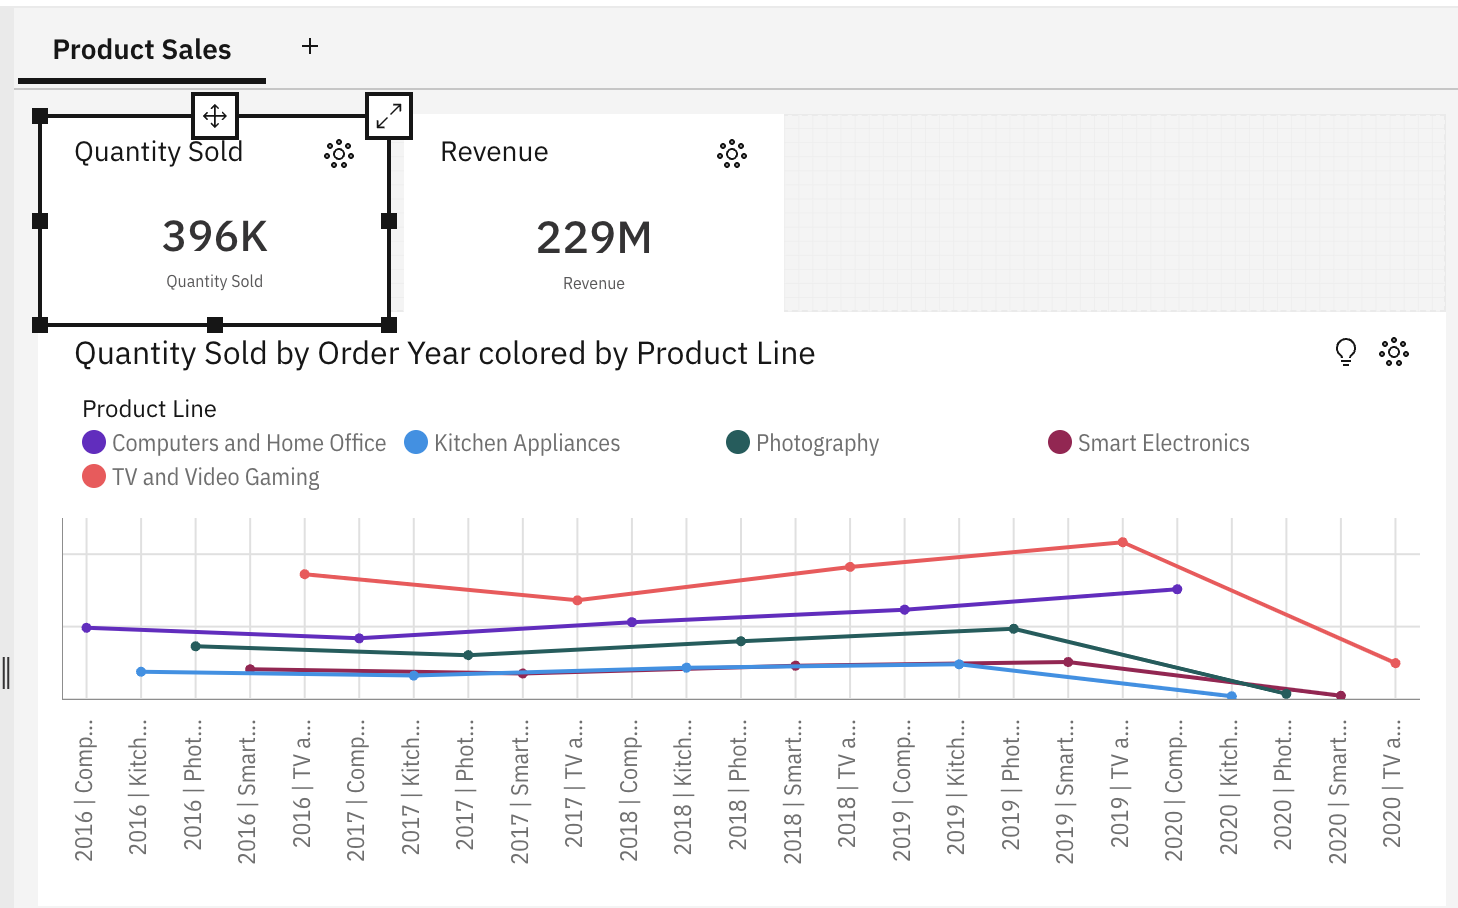 Product Sales +
Quantity Sold
396K
Quantity Sold
Revenue
229M
Revenue
Quantity Sold by Order Year colored by Product Line
Product Line
Computers and Home Office Kitchen Appliances Photography Smart Electronics
TV and Video Gaming
2016 | Comp...
2016 | Kitch...
2016 | Phot...
2016 | Smart...
2016 | TV a...
2017 | Comp...
2017 | Kitch...
2017 | Phot...
2017 | Smart...
2017 | TV a...
2018 | Comp...
2018 | Kitch...
2018 | Phot...
2018 | Smart...
2018 | TV a...
2019 | Comp...
2019 | Kitch...
2019 | Phot...
2019 | Smart...
2019 | TV a...
2020 | Comp...
2020 | Kitch...
2020 | Phot...
2020 | Smart...
2020 | TV a...